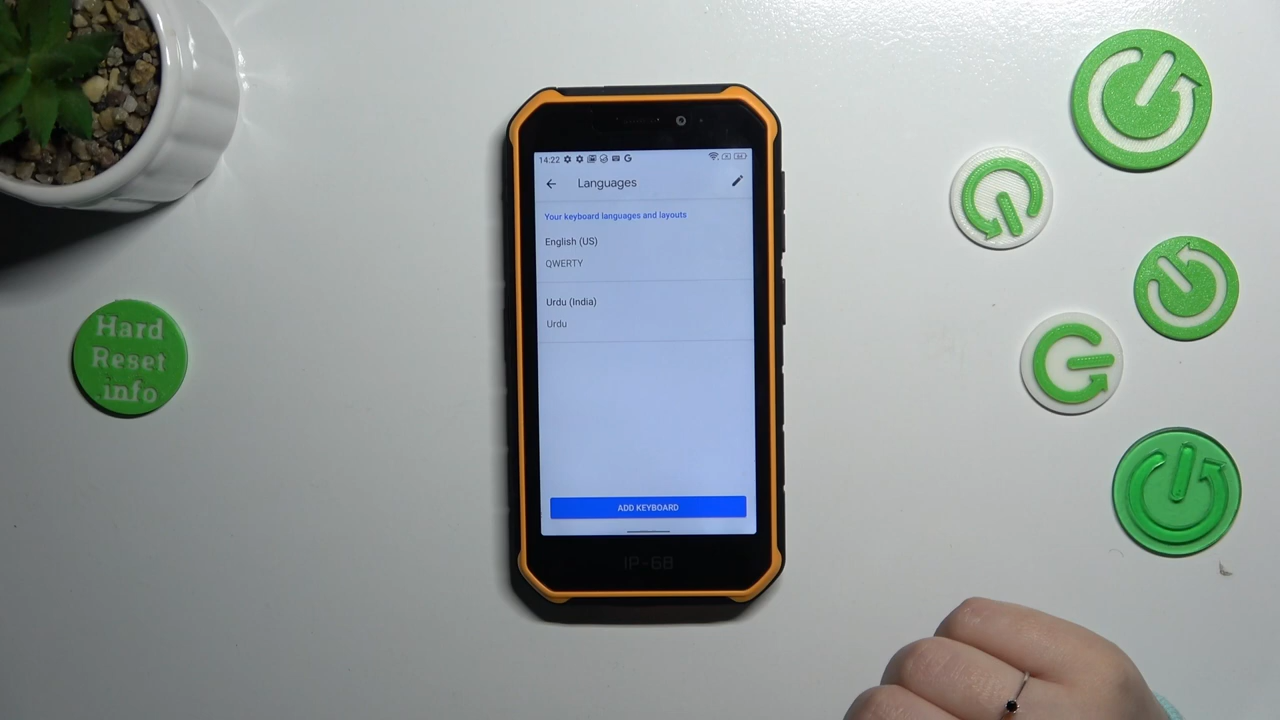 Hard
Reset
.info
14:22
Languages
Your keyboard languages and layouts
English (US)
QWERTY
Urdu (India)
Urdu
ADD KEYBOARD
IP-68